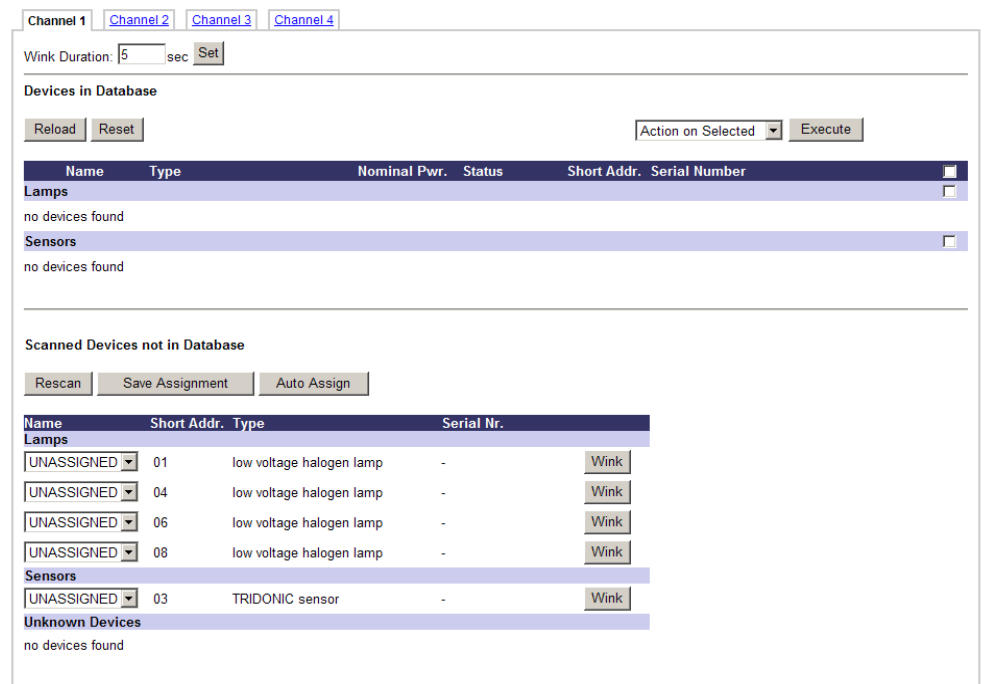 Channel 1 Channel 2 Channel 3 Channel 4
Wink Duration: 5 sec Set
Devices in Database
Reload Reset Action on Selected Execute
Name Type Nominal Pwr. Status Short Addr. Serial Number
Lamps
no devices found
Sensors
no devices found
Scanned Devices not in Database
Rescan Save Assignment Auto Assign
Name Short Addr. Type Serial Nr.
Lamps
UNASSIGNED 01 low voltage halogen lamp - Wink
UNASSIGNED 04 low voltage halogen lamp - Wink
UNASSIGNED 06 low voltage halogen lamp - Wink
UNASSIGNED 08 low voltage halogen lamp - Wink
Sensors
UNASSIGNED 03 TRIDONIC sensor - Wink
Unknown Devices
no devices found